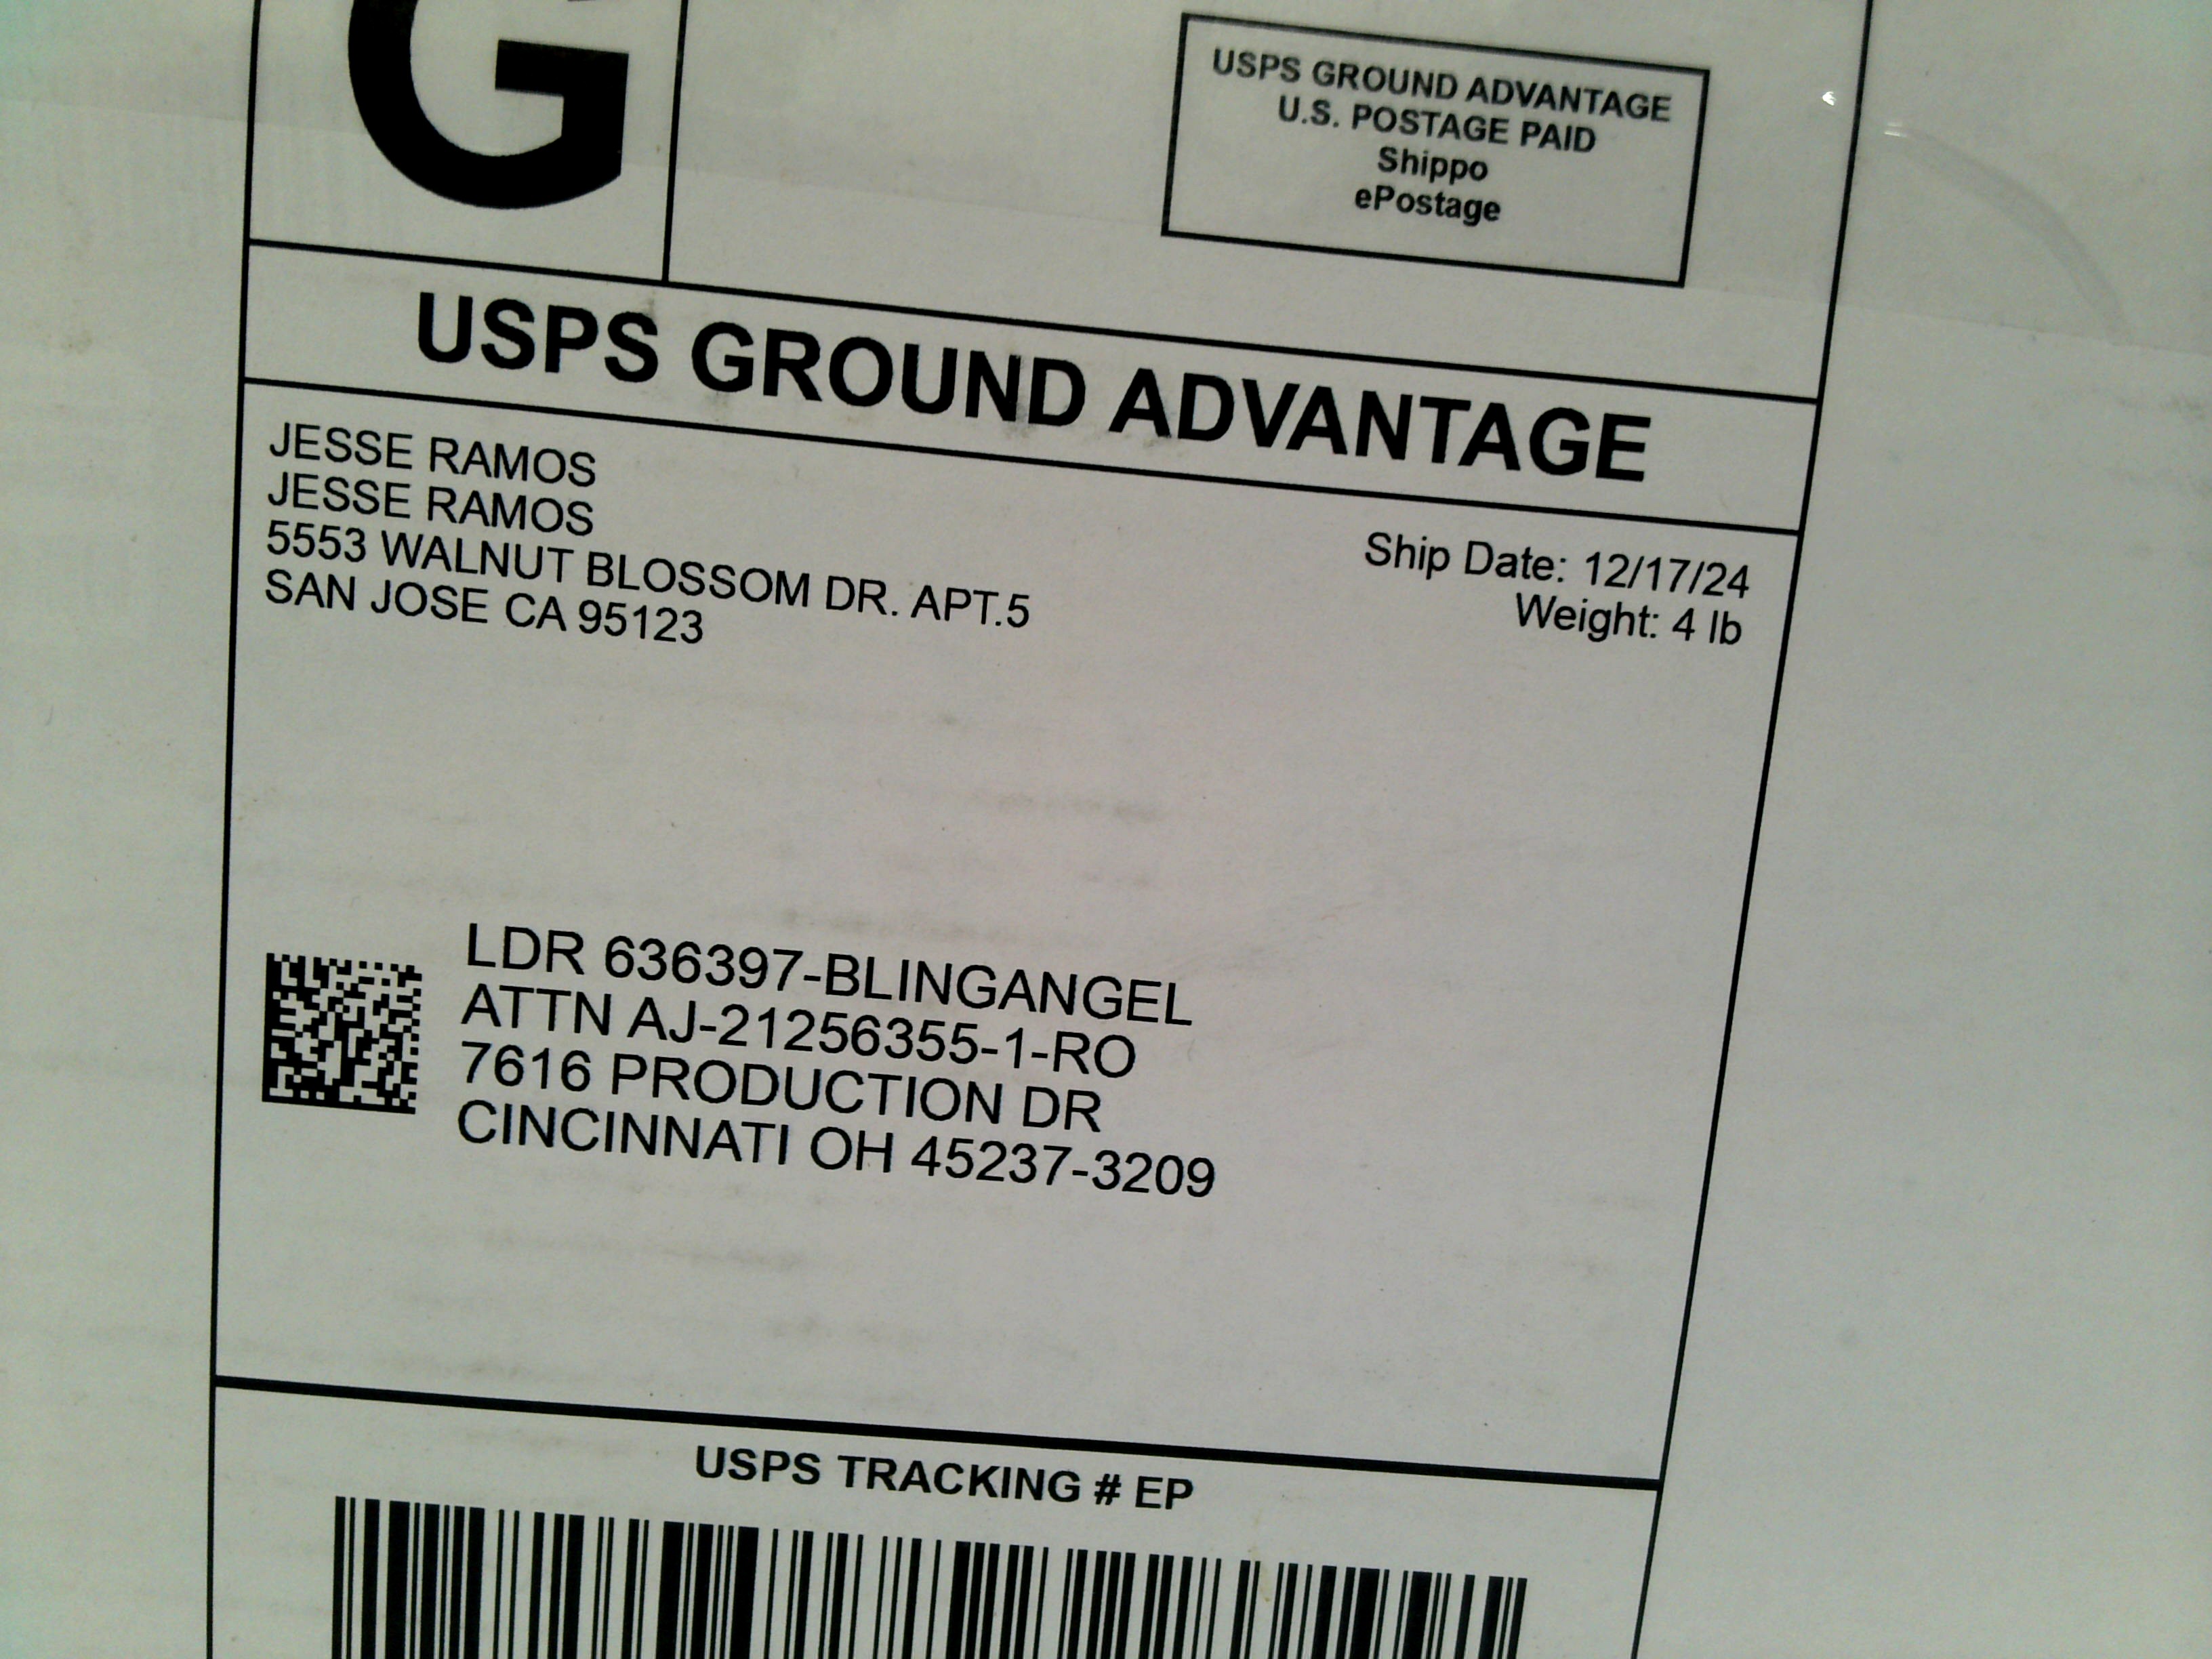 G
USPS GROUND ADVANTAGE
U.S. POSTAGE PAID
Shippo
ePostage
USPS GROUND ADVANTAGE
JESSE RAMOS
JESSE RAMOS
5553 WALNUT BLOSSOM DR. APT.5
SAN JOSE CA 95123
Ship Date: 12/17/24
Weight: 4 lb
LDR 636397-BLINGANGEL
ATTN AJ-21256355-1-RO
7616 PRODUCTION DR
CINCINNATI OH 45237-3209
USPS TRACKING # EP